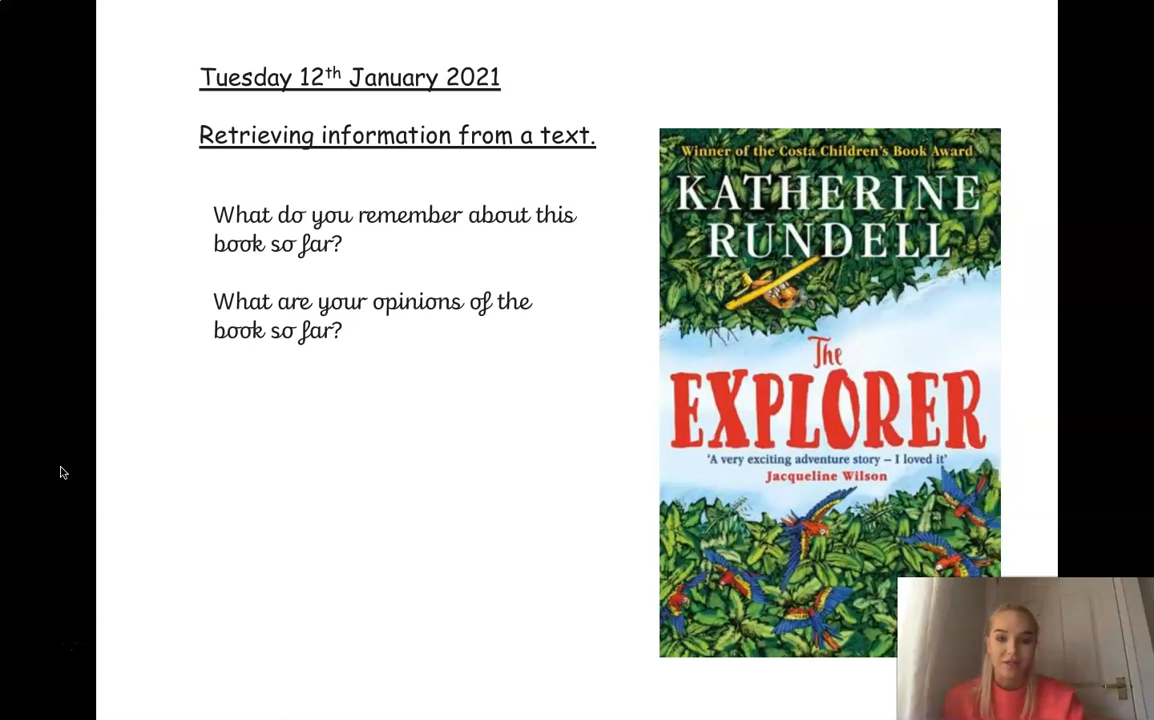 Tuesday 12th January 2021
Retrieving information from a text.
What do you remember about this
book so far?
What are your opinions of the
book so far?
Winner of the Costa Children's Book Award
KATHERINE
RUNDELL
The
EXPLORER
'A very exciting adventure story – I loved it'
Jacqueline Wilson